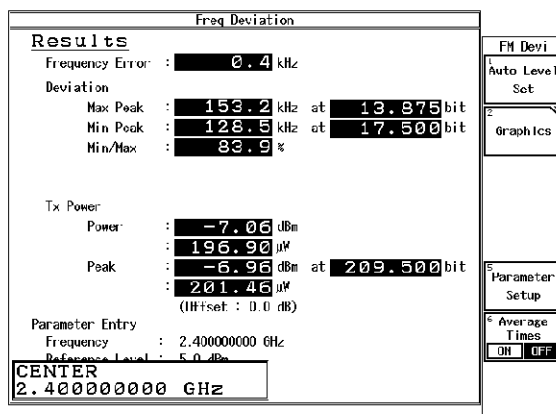 Freq Deviation
Results
Frequency Error : 0.4 kHz
Deviation
Max Peak : 153.2 kHz at 13.875 bit
Min Peak : 128.5 kHz at 17.500 bit
Min/Max : 83.9 %
Tx Power
Power : -7.06 dBm
: 196.90 µW
Peak : -6.96 dBm at 209.500 bit
: 201.46 µW
(Offset : 0.0 dB)
Parameter Entry
Frequency : 2.400000000 GHz
Reference Level : 5.0 dBm
CENTER
2.400000000 GHz
FM Devi
1
Auto Level
Set
2
Graphics
5
Parameter
Setup
6
Average
Times
ON OFF